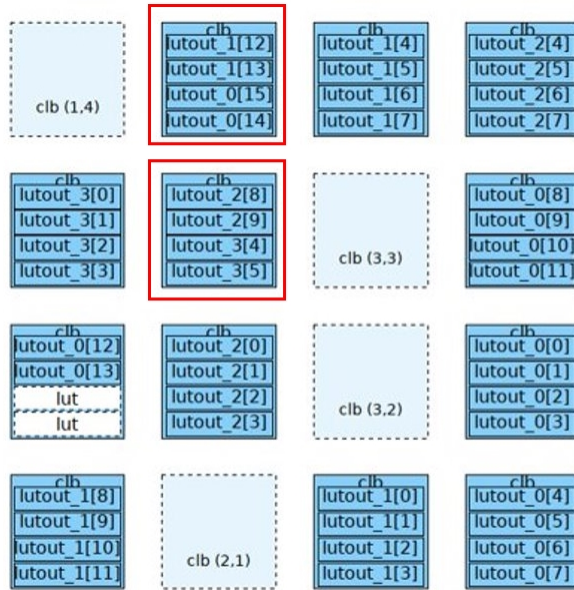 clb (1,4)
clb
lutout_1[12]
lutout_1[13]
lutout_0[15]
lutout_0[14]
clb
lutout_1[4]
lutout_1[5]
lutout_1[6]
lutout_1[7]
clb
lutout_2[4]
lutout_2[5]
lutout_2[6]
lutout_2[7]
clb
lutout_3[0]
lutout_3[1]
lutout_3[2]
lutout_3[3]
clb
lutout_2[8]
lutout_2[9]
lutout_3[4]
lutout_3[5]
clb (3,3)
clb
lutout_0[8]
lutout_0[9]
lutout_0[10]
lutout_0[11]
clb
lutout_0[12]
lutout_0[13]
lut
lut
clb
lutout_2[0]
lutout_2[1]
lutout_2[2]
lutout_2[3]
clb (3,2)
clb
lutout_0[0]
lutout_0[1]
lutout_0[2]
lutout_0[3]
clb
lutout_1[8]
lutout_1[9]
lutout_1[10]
lutout_1[11]
clb (2,1)
clb
lutout_1[0]
lutout_1[1]
lutout_1[2]
lutout_1[3]
clb
lutout_0[4]
lutout_0[5]
lutout_0[6]
lutout_0[7]